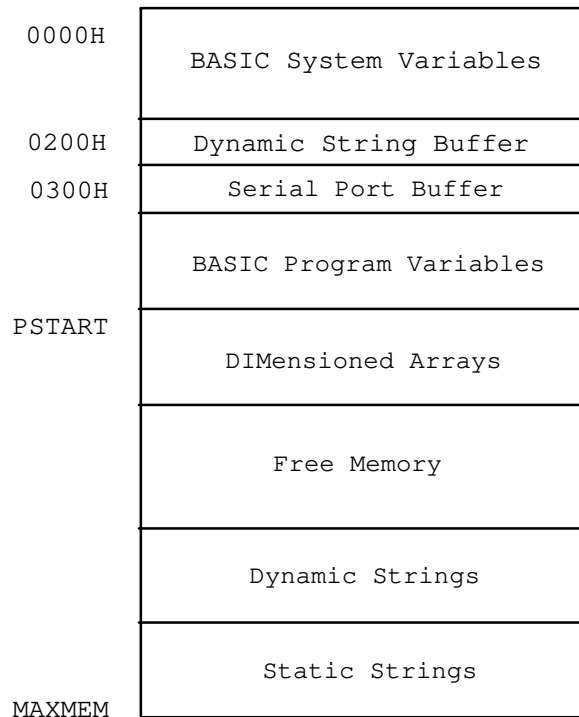 0000H
BASIC System Variables
0200H
Dynamic String Buffer
0300H
Serial Port Buffer
BASIC Program Variables
PSTART
DIMensioned Arrays
Free Memory
Dynamic Strings
Static Strings
MAXMEM